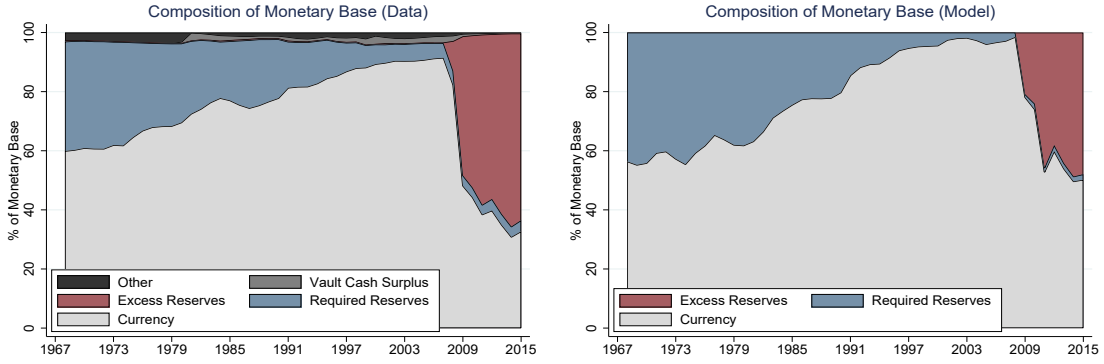 Composition of Monetary Base (Data)
% of Monetary Base
100
80
60
40
20
0
Other
Vault Cash Surplus
Excess Reserves
Required Reserves
Currency
1967 1973 1979 1985 1991 1997 2003 2009 2015
Composition of Monetary Base (Model)
% of Monetary Base
100
80
60
40
20
0
Excess Reserves
Required Reserves
Currency
1967 1973 1979 1985 1991 1997 2003 2009 2015